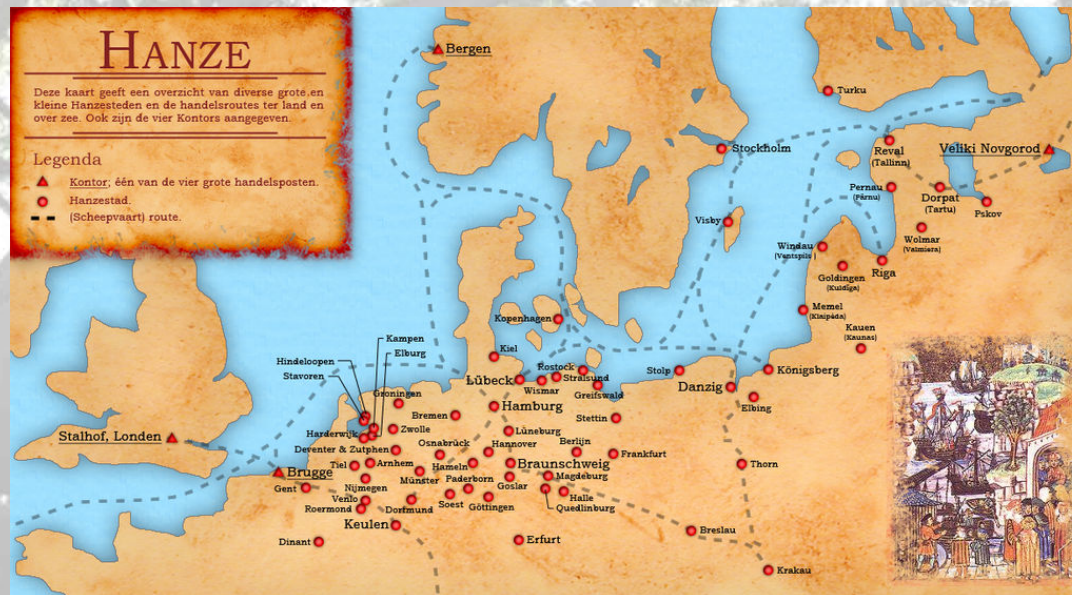 HANZE
Deze kaart geeft een overzicht van diverse grote en
kleine Hanzesteden en de handelsroutes ter land en
over zee. Ook zijn de vier Kontors aangegeven.
Legenda
Kontor; één van de vier grote handelsposten.
Hanzestad.
(Scheepvaart) route.
Bergen
Turku
Stockholm
Reval
(Tallinn)
Veliki Novgorod
Pernau
(Pärnu)
Dorpat
(Tartu)
Pskov
Visby
Wolmar
(Valmiera)
Windau
(Ventspils)
Goldingen
(Kuldiga)
Riga
Memel
(Klaipéda)
Kauen
(Kaunas)
Kopenhagen
Kampen
Elburg
Hindeloopen
Stavoren
Kiel
Rostock
Lübeck
Wismar
Stralsund
Greifswald
Stolp
Danzig
Königsberg
Elbing
Groningen
Bremen
Hamburg
Stettin
Stalhof, Londen
Harderwijk
Zwolle
Lüneburg
Deventer & Zutphen
Osnabrück
Hannover
Berlijn
Frankfurt
Tiel
Arnhem
Hameln
Braunschweig
Thorn
Brugge
Münster
Magdeburg
Gent
Nijmegen
Paderborn
Goslar
Halle
Venlo
Roermond
Dorfmund
Soest
Göttingen
Quedlinburg
Keulen
Dinant
Erfurt
Breslau
Krakau